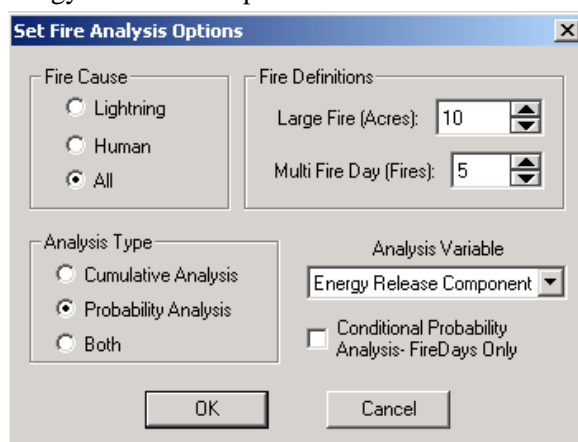 Set Fire Analysis Options
Fire Cause
Lightning
Human
All
Fire Definitions
Large Fire (Acres): 10
Multi Fire Day (Fires): 5
Analysis Type
Cumulative Analysis
Probability Analysis
Both
Analysis Variable
Energy Release Component
Conditional Probability
Analysis- FireDays Only
OK
Cancel